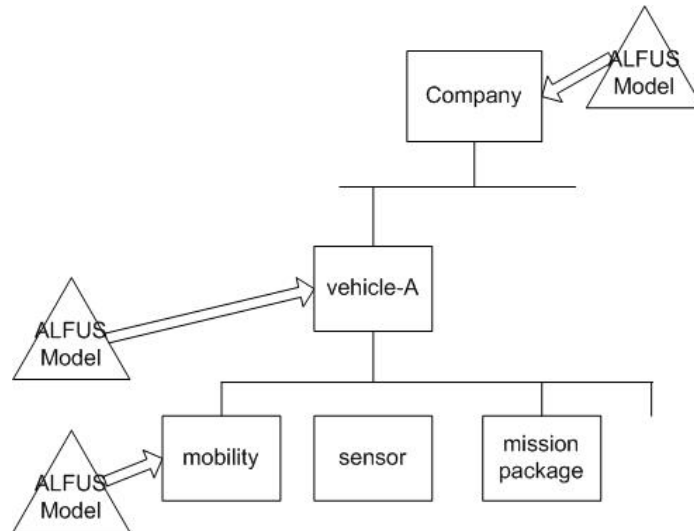 ALFUS
Model
Company
vehicle-A
ALFUS
Model
mobility
sensor
mission
package
ALFUS
Model